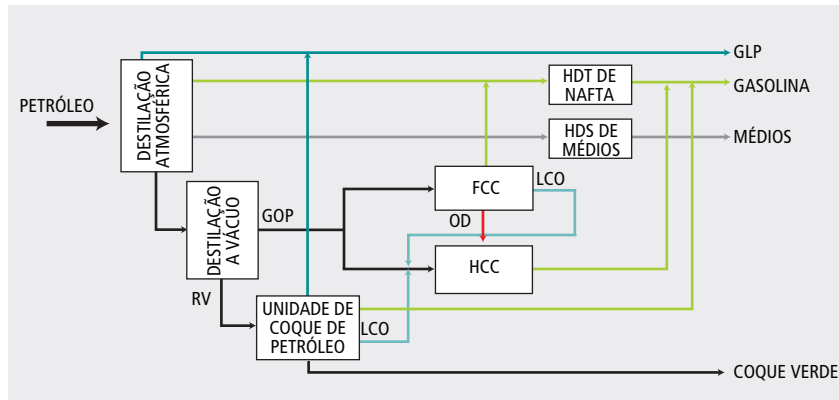 GLP
HDT DE
NAFTA
GASOLINA
PETRÓLEO
DESTILAÇÃO
ATMOSFÉRICA
HDS DE
MÉDIOS
MÉDIOS
DESTILAÇÃO
A VÁCUO
GOP
FCC
LCO
OD
HCC
RV
UNIDADE DE
COQUE DE
PETRÓLEO
LCO
COQUE VERDE